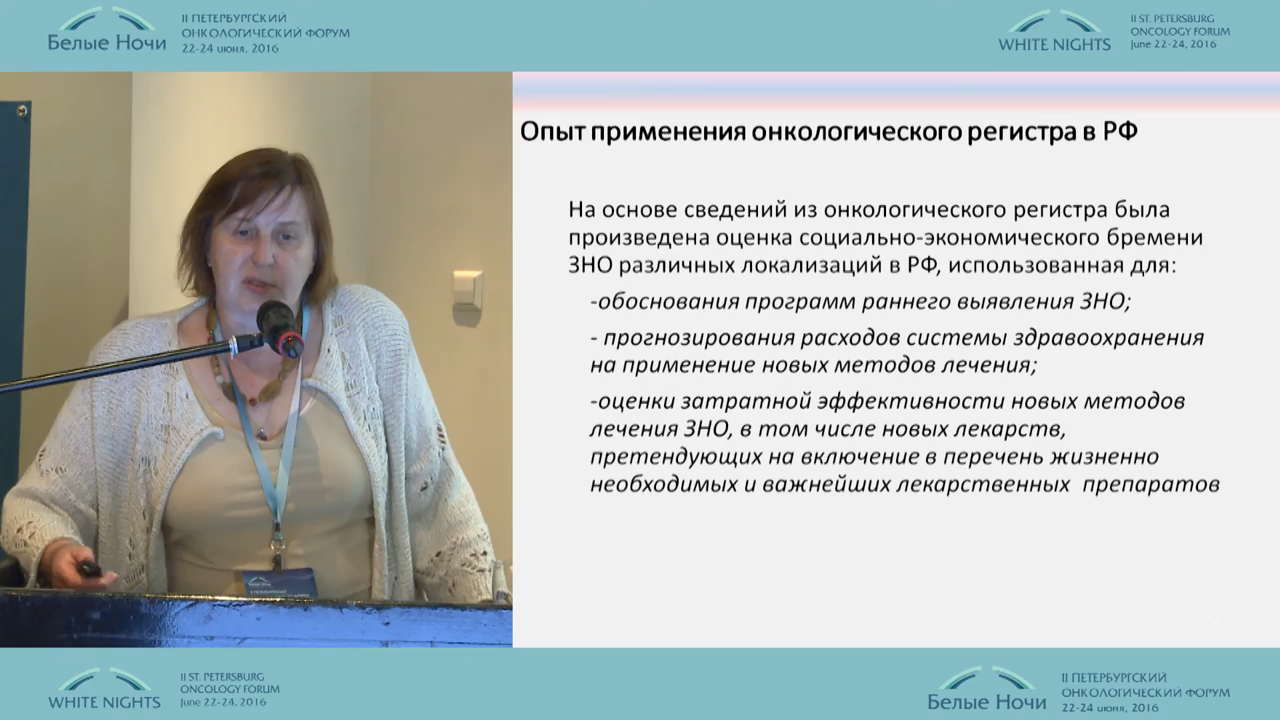 Белые Ночи
II ПЕТЕРБУРГСКИЙ
ОНКОЛОГИЧЕСКИЙ ФОРУМ
22-24 июня, 2016
WHITE NIGHTS
II ST. PETERSBURG
ONCOLOGY FORUM
June 22-24, 2016
Опыт применения онкологического регистра в РФ
На основе сведений из онкологического регистра была
произведена оценка социально-экономического бремени
ЗНО различных локализаций в РФ, использованная для:
-обоснования программ раннего выявления ЗНО;
- прогнозирования расходов системы здравоохранения
на применение новых методов лечения;
-оценки затратной эффективности новых методов
лечения ЗНО, в том числе новых лекарств,
претендующих на включение в перечень жизненно
необходимых и важнейших лекарственных препаратов
Белые Ночи
WHITE NIGHTS
II ST. PETERSBURG
ONCOLOGY FORUM
June 22-24, 2016
Белые Ночи
II ПЕТЕРБУРГСКИЙ
ОНКОЛОГИЧЕСКИЙ ФОРУМ
22-24 июня, 2016